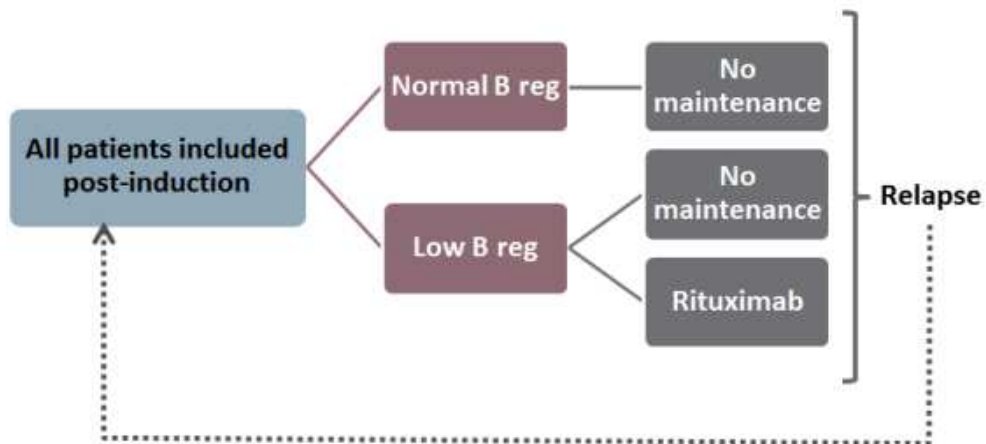 All patients included
post-induction
Normal B reg
Low B reg
No
maintenance
No
maintenance
Rituximab
Relapse